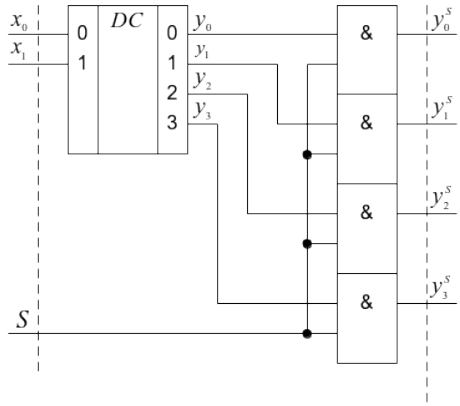 x₀ 0 DC 0 y₀ & y₀ˢ
x₁ 1 1 y₁
2 y₂
3 y₃ & y₁ˢ
& y₂ˢ
& y₃ˢ
S